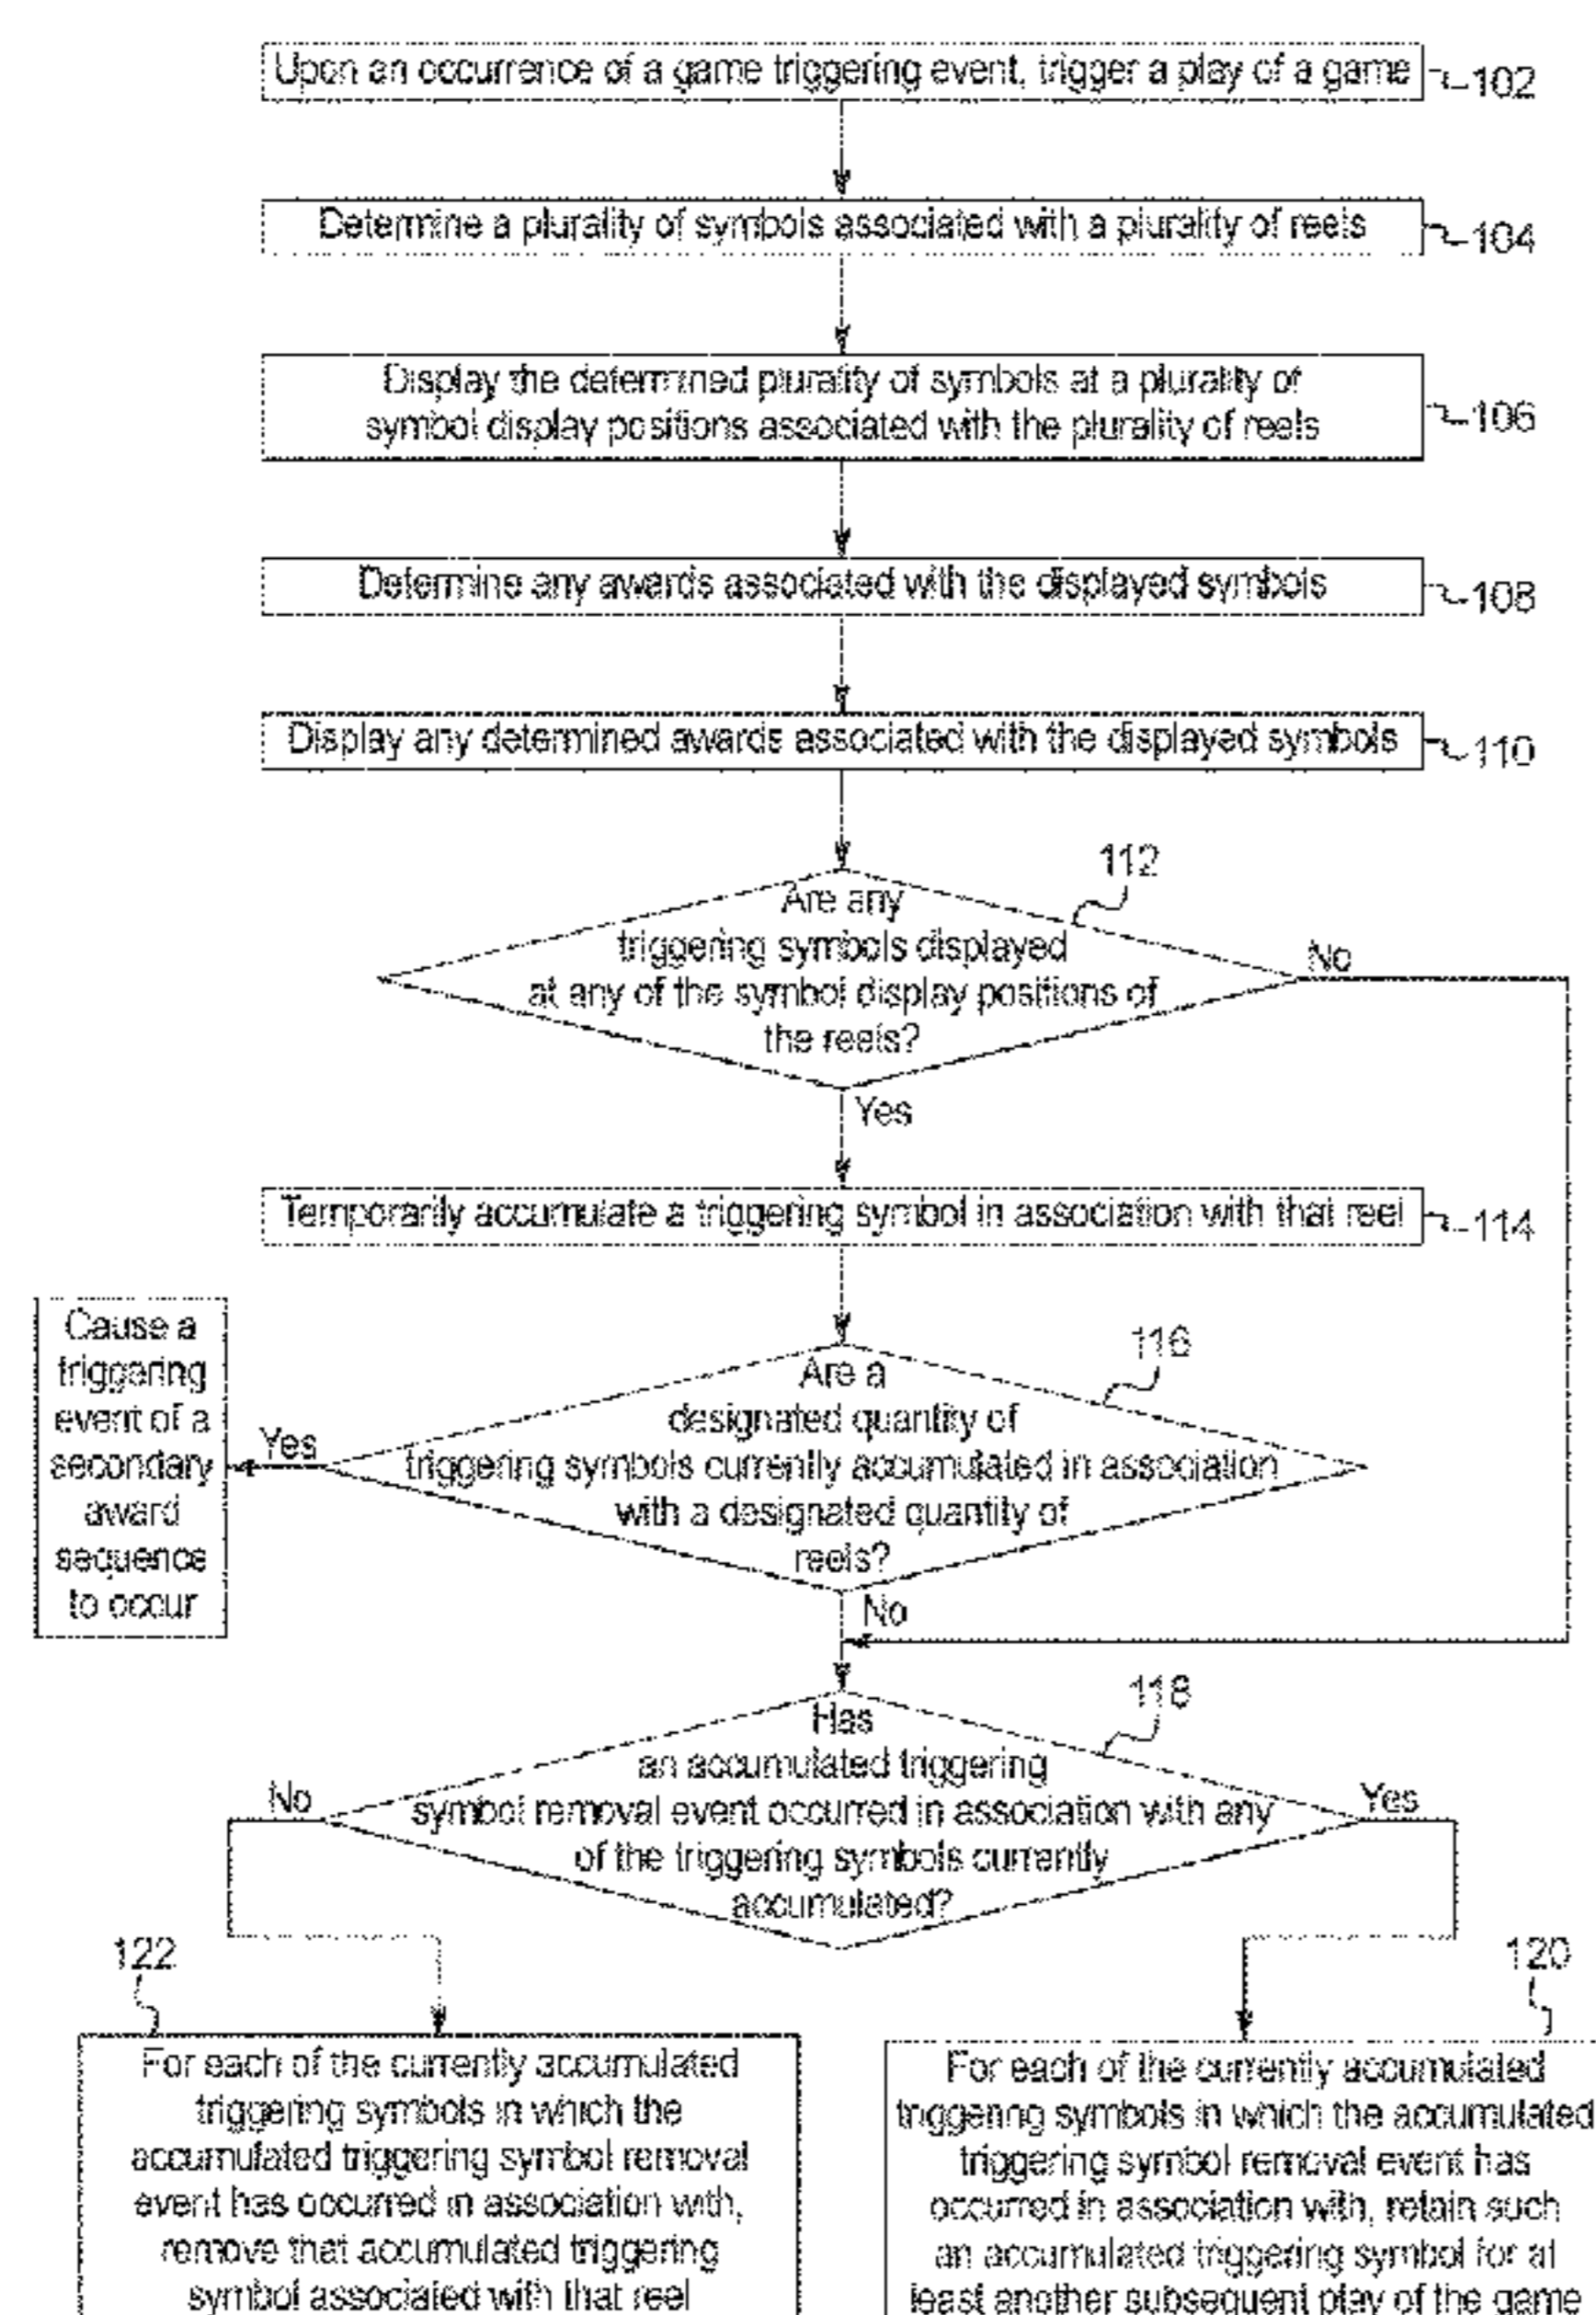 Upon an occurrence of a game triggering event, trigger a play of a game
102
Determine a plurality of symbols associated with a plurality of reels
104
Display the determined plurality of symbols at a plurality of
symbol display positions associated with the plurality of reels
106
Determine any awards associated with the displayed symbols
108
Display any determined awards associated with the displayed symbols
110
112
Are any
triggering symbols displayed
at any of the symbol display positions of
the reels?
No
Yes
Temporarily accumulate a triggering symbol in association with that reel
114
Cause a
triggering
event of a
secondary
award
sequence
to occur
Yes
116
Are a
designated quantity of
triggering symbols currently accumulated in association
with a designated quantity of
reels?
No
118
Has
an accumulated triggering
symbol removal event occurred in association with any
of the triggering symbols currently
accumulated?
No
Yes
122
For each of the currently accumulated
triggering symbols in which the
accumulated triggering symbol removal
event has occurred in association with,
remove that accumulated triggering
symbol associated with that reel
120
For each of the currently accumulated
triggering symbols in which the accumulated
triggering symbol removal event has
occurred in association with, retain such
an accumulated triggering symbol for at
least another subsequent play of the game